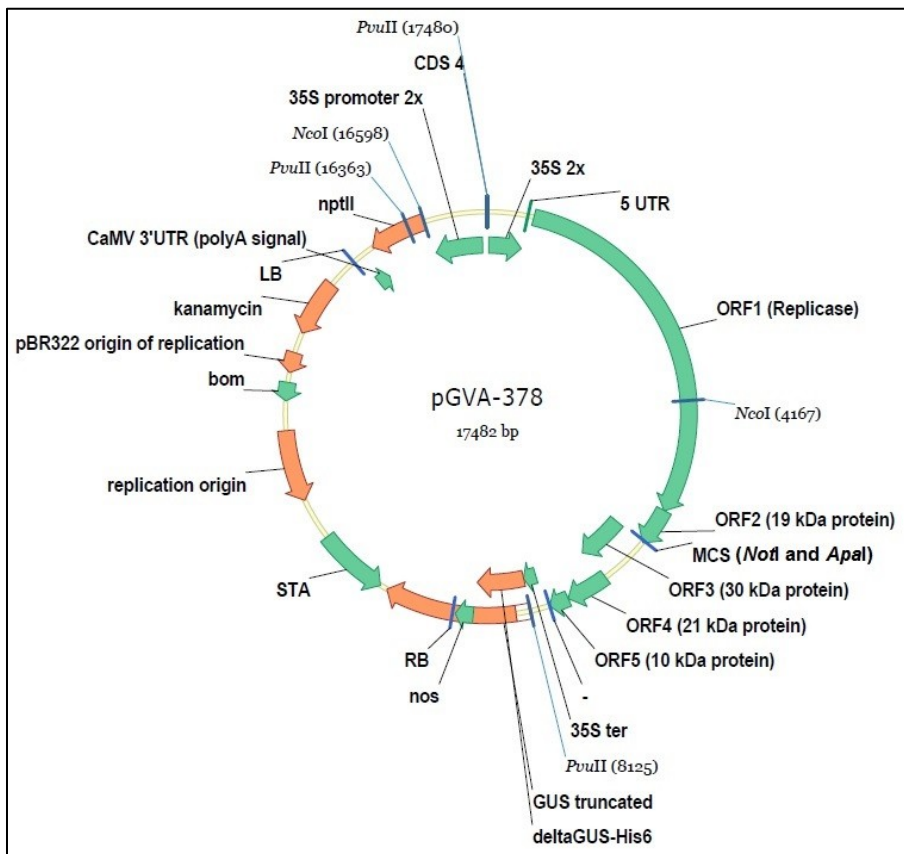 PvuII (17480)
CDS 4
35S promoter 2x
NcoI (16598)
PvuII (16363)
35S 2x
nptII
5 UTR
CaMV 3'UTR (polyA signal)
LB
kanamycin
ORF1 (Replicase)
pBR322 origin of replication
bom
pGVA-378
17482 bp
NcoI (4167)
replication origin
ORF2 (19 kDa protein)
MCS (NotI and ApaI)
ORF3 (30 kDa protein)
STA
ORF4 (21 kDa protein)
RB
ORF5 (10 kDa protein)
nos
-
35S ter
PvuII (8125)
GUS truncated
deltaGUS-His6